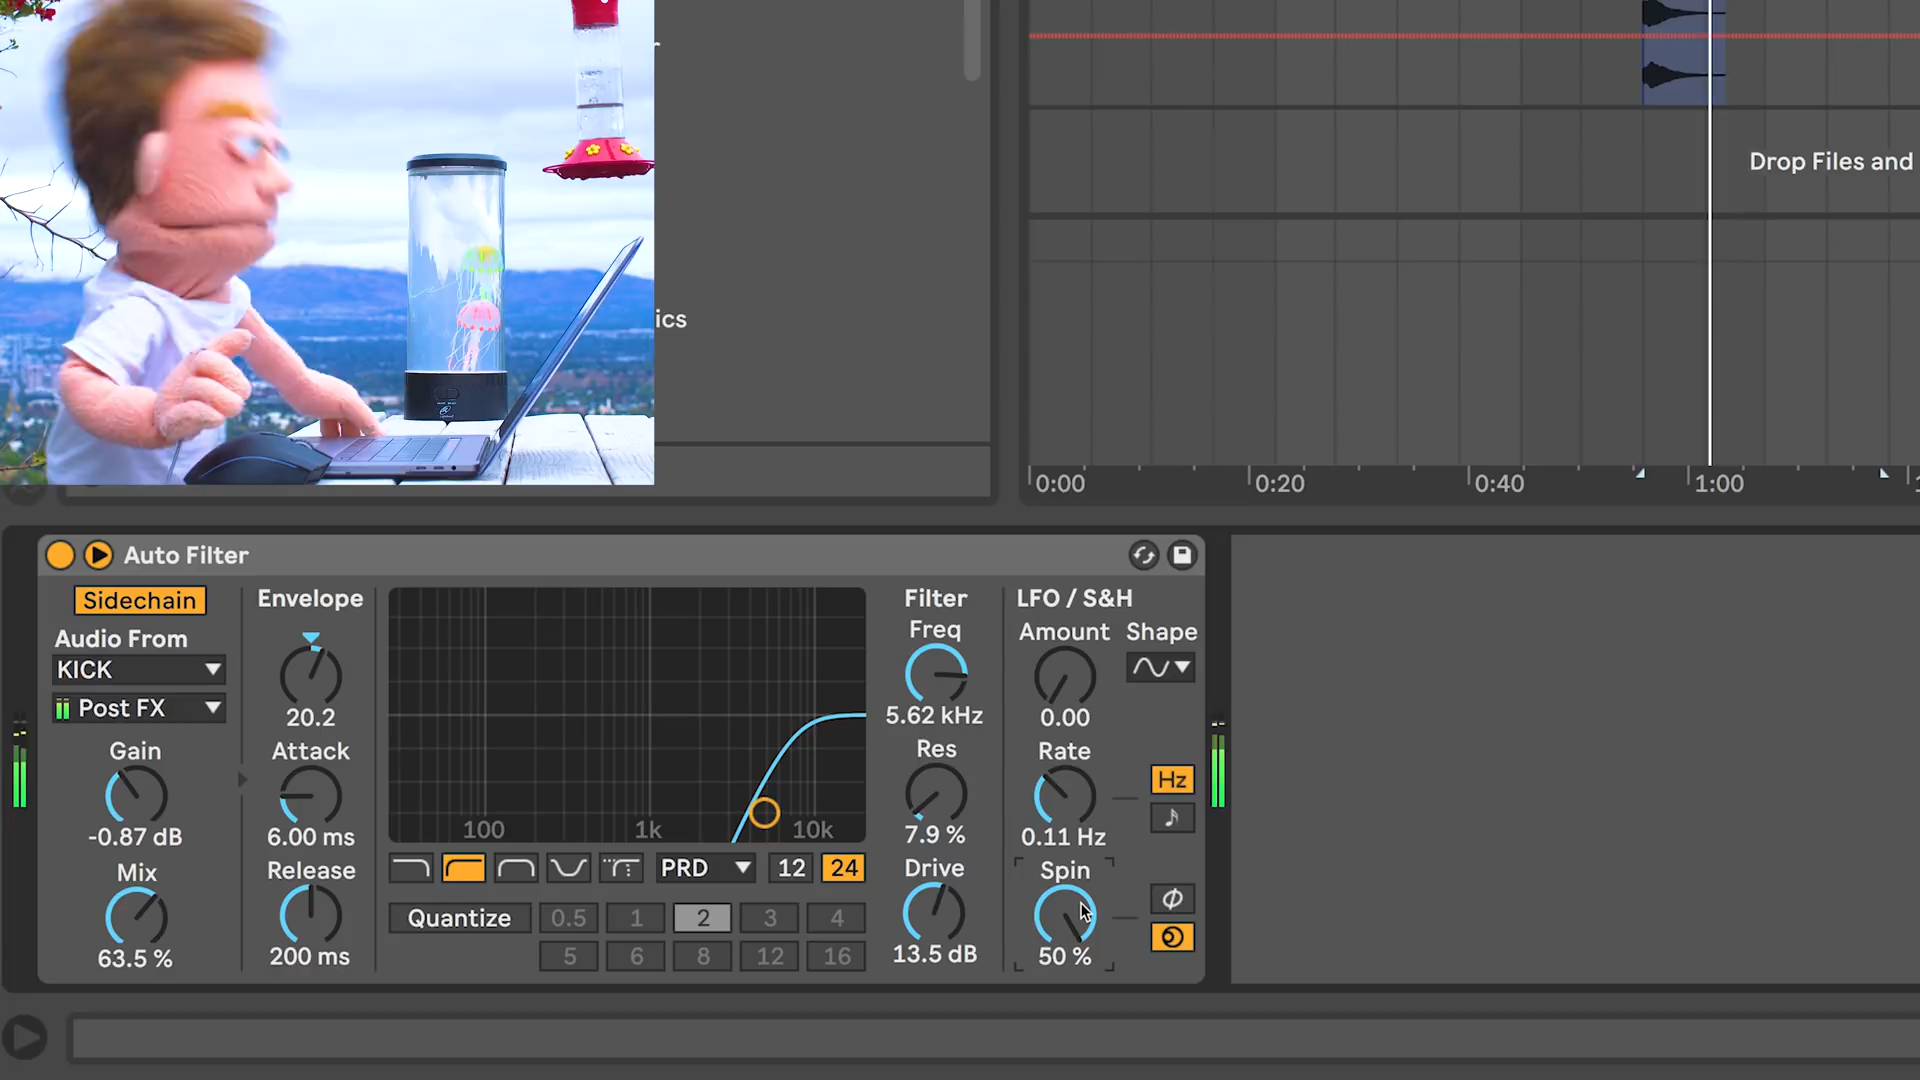 ics
Drop Files and
0:00
0:20
0:40
1:00
Auto Filter
Sidechain
Audio From
KICK
Post FX
Gain
-0.87 dB
Mix
63.5 %
Envelope
20.2
Attack
6.00 ms
Release
200 ms
100
1k
10k
PRD
12
24
Quantize
0.5
1
2
3
4
5
6
8
12
16
Filter
Freq
5.62 kHz
Res
7.9 %
Drive
13.5 dB
LFO / S&H
Amount
Shape
0.00
Rate
Hz
0.11 Hz
Spin
50 %